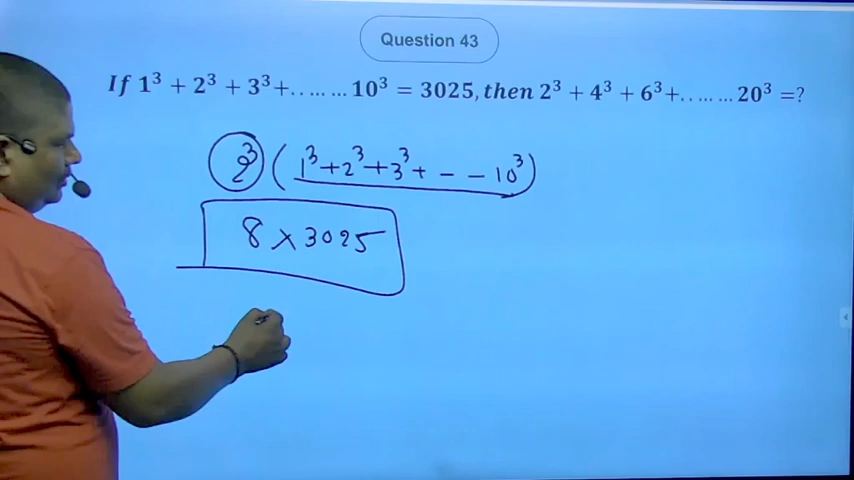 Question 43
If 1³ + 2³ + 3³+........ 10³ = 3025, then 2³ + 4³ + 6³+........ 20³ =?
2³ (1³+2³+3³+ - - 10³)
8 × 3025